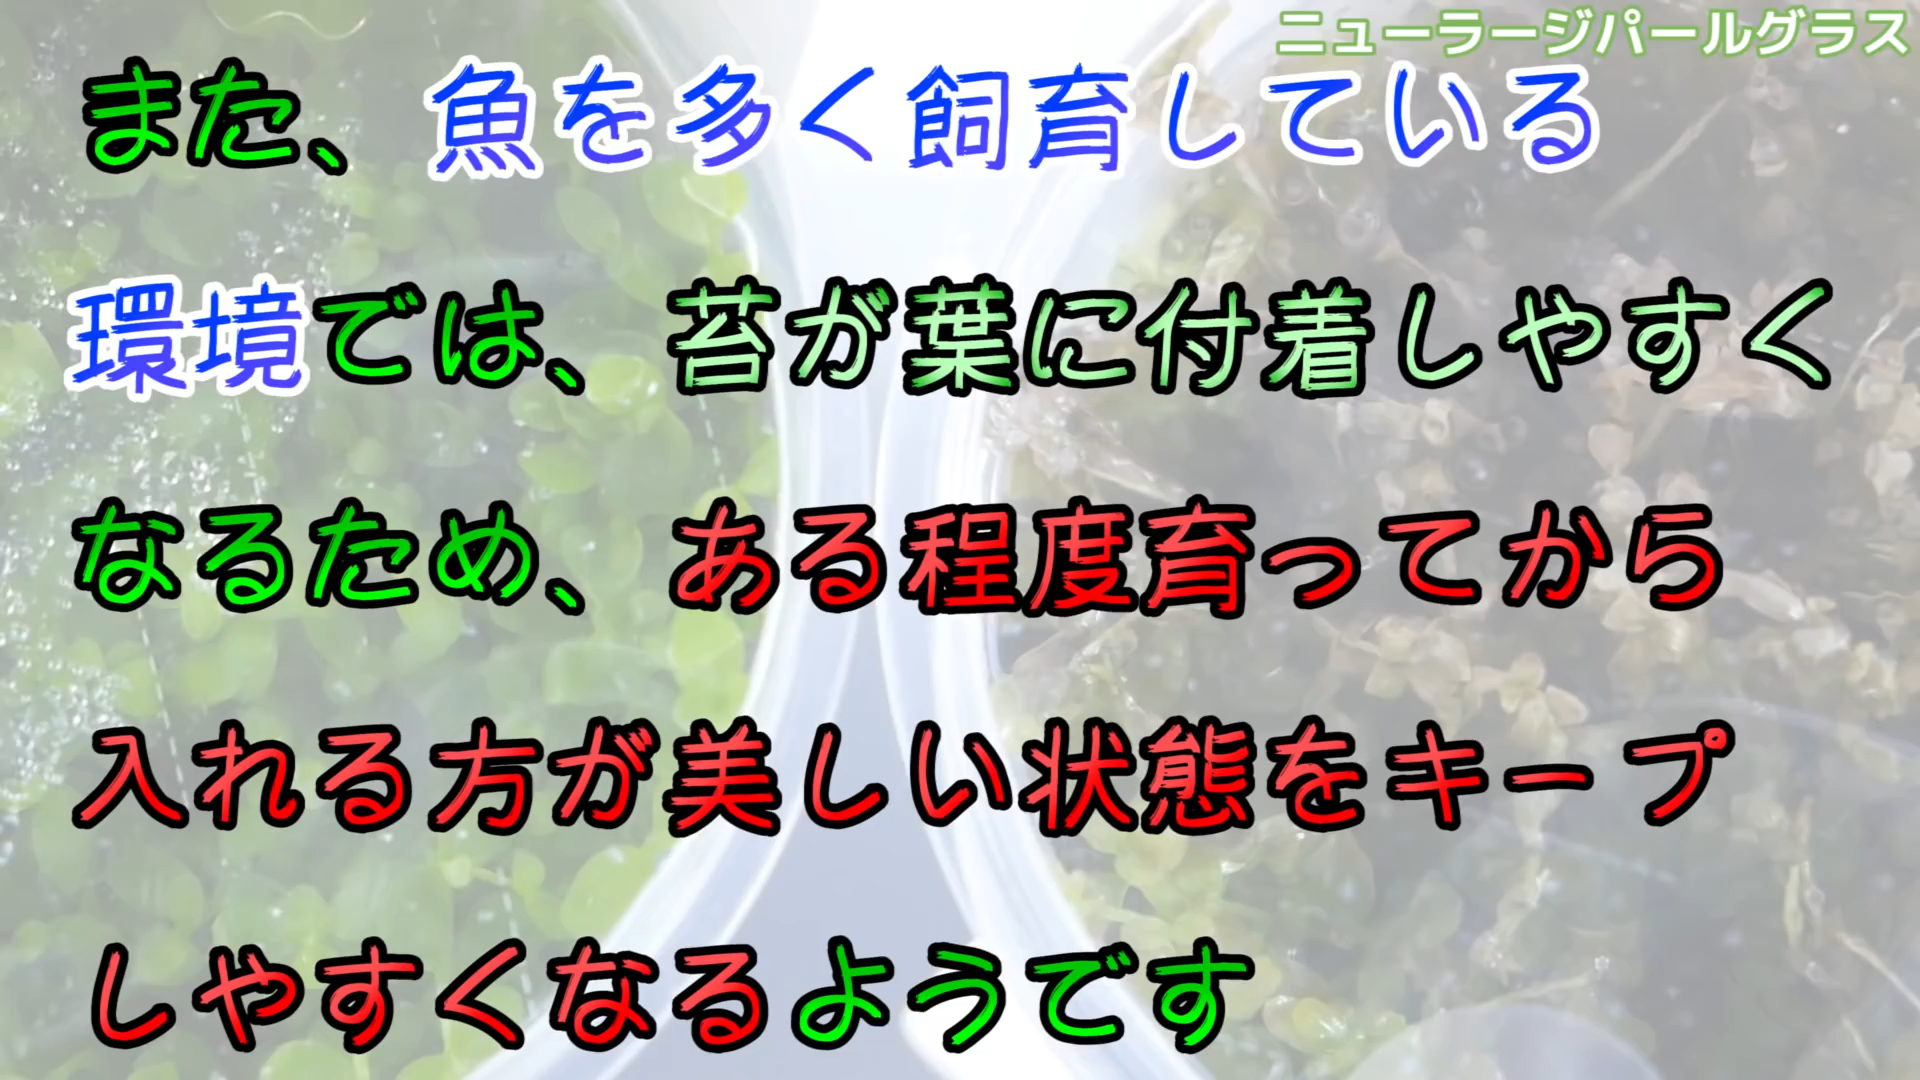 ニューラージパールグラス
また、魚を多く飼育している
環境では、苔が葉に付着しやすく
なるため、ある程度育ってから
入れる方が美しい状態をキープ
しやすくなるようです